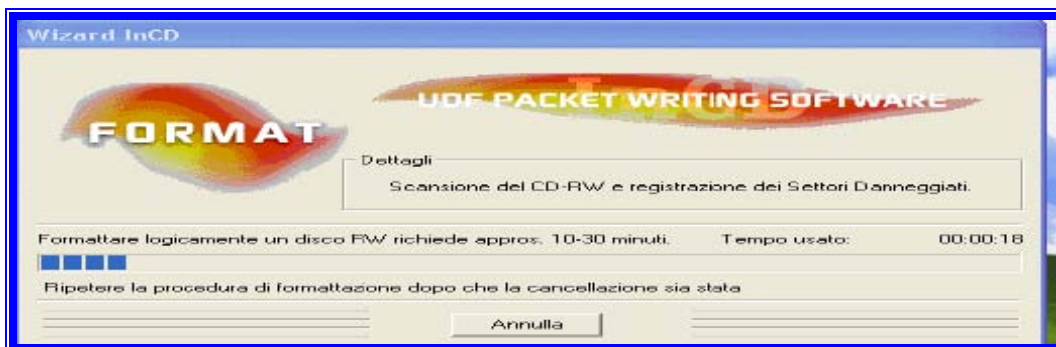 Wizard InCD
FORMAT
InCD
UDF PACKET WRITING SOFTWARE
Dettagli
Scansione del CD-RW e registrazione dei Settori Danneggiati.
Formattare logicamente un disco RW richiede appros. 10-30 minuti. Tempo usato: 00:00:18
Ripetere la procedura di formattazione dopo che la cancellazione sia stata
Annulla